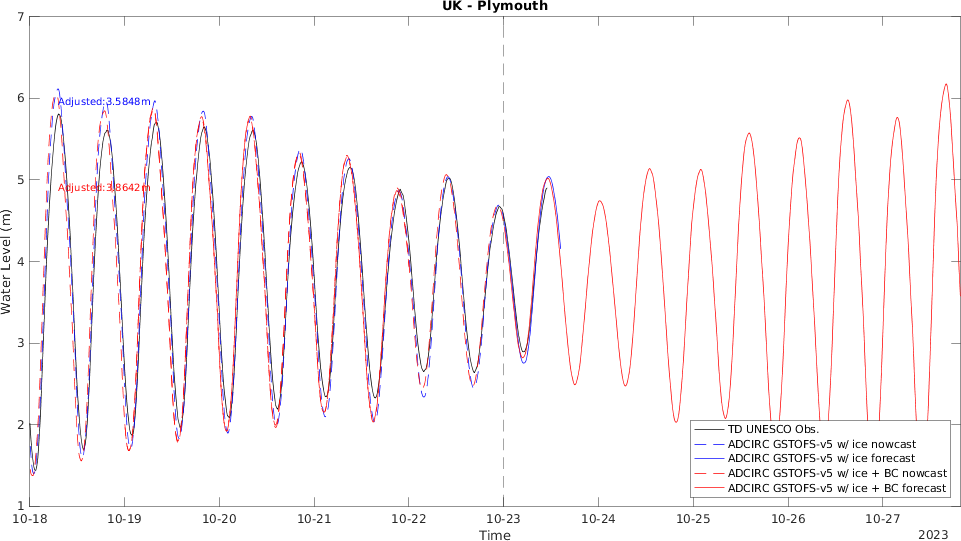 UK - Plymouth
7
6
5
4
3
2
1
Water Level (m)
Adjusted:3.5848m
Adjusted:3.8642m
TD UNESCO Obs.
ADCIRC GSTOFS-v5 w/ ice nowcast
ADCIRC GSTOFS-v5 w/ ice forecast
ADCIRC GSTOFS-v5 w/ ice + BC nowcast
ADCIRC GSTOFS-v5 w/ ice + BC forecast
10-18 10-19 10-20 10-21 10-22 10-23 10-24 10-25 10-26 10-27
Time
2023